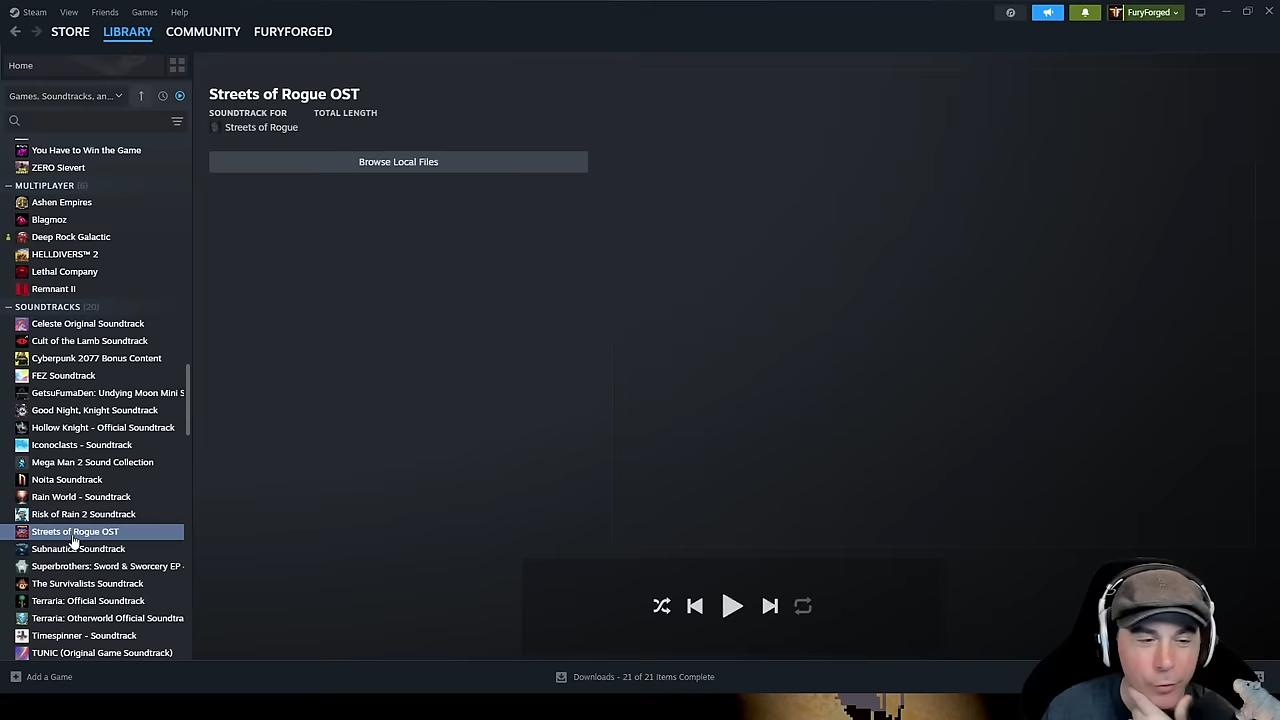 Steam View Friends Games Help
FuryForged
STORE LIBRARY COMMUNITY FURYFORGED
Home
Games, Soundtracks, an...
You Have to Win the Game
ZERO Sievert
MULTIPLAYER (6)
Ashen Empires
Blagmoz
Deep Rock Galactic
HELLDIVERS™ 2
Lethal Company
Remnant II
SOUNDTRACKS (20)
Celeste Original Soundtrack
Cult of the Lamb Soundtrack
Cyberpunk 2077 Bonus Content
FEZ Soundtrack
GetsuFumaDen: Undying Moon Mini S
Good Night, Knight Soundtrack
Hollow Knight - Official Soundtrack
Iconoclasts - Soundtrack
Mega Man 2 Sound Collection
Noita Soundtrack
Rain World - Soundtrack
Risk of Rain 2 Soundtrack
Streets of Rogue OST
Subnautica Soundtrack
Superbrothers: Sword & Sworcery EP -
The Survivalists Soundtrack
Terraria: Official Soundtrack
Terraria: Otherworld Official Soundtra
Timespinner - Soundtrack
TUNIC (Original Game Soundtrack)
Streets of Rogue OST
SOUNDTRACK FOR TOTAL LENGTH
Streets of Rogue
Browse Local Files
Add a Game
Downloads - 21 of 21 Items Complete